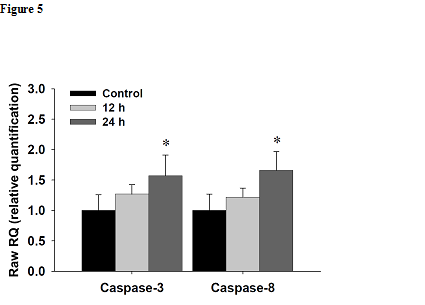 Figure 5
Raw RQ (relative quantification)
3.0
2.5
2.0
1.5
1.0
0.5
0.0
Control
12 h
24 h
*
*
Caspase-3
Caspase-8